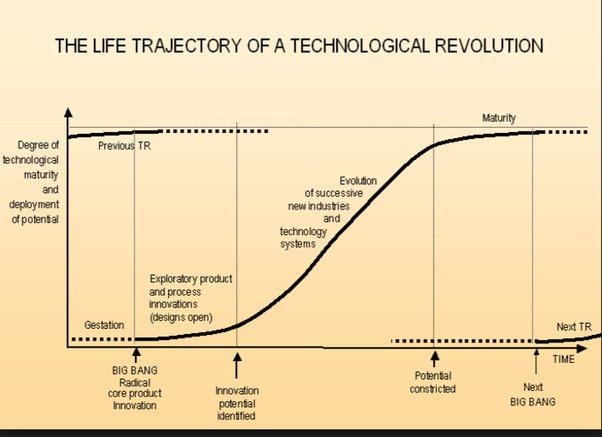 THE LIFE TRAJECTORY OF A TECHNOLOGICAL REVOLUTION
Maturity
Degree of
technological
maturity
and
deployment
of potential
Previous TR
Evolution
of successive
new industries
and
technology
systems
Exploratory product
and process
innovations
(designs open)
Gestation
Next TR
TIME
BIG BANG
Radical
core product
Innovation
Innovation
potential
identified
Potential
constricted
Next
BIG BANG